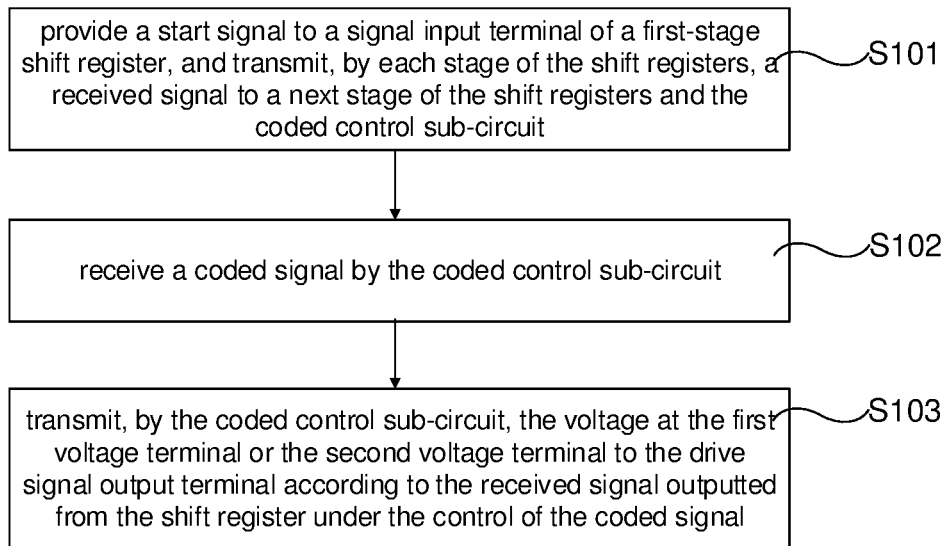 provide a start signal to a signal input terminal of a first-stage
shift register, and transmit, by each stage of the shift registers, a
received signal to a next stage of the shift registers and the
coded control sub-circuit
S101
receive a coded signal by the coded control sub-circuit
S102
transmit, by the coded control sub-circuit, the voltage at the first
voltage terminal or the second voltage terminal to the drive
signal output terminal according to the received signal outputted
from the shift register under the control of the coded signal
S103